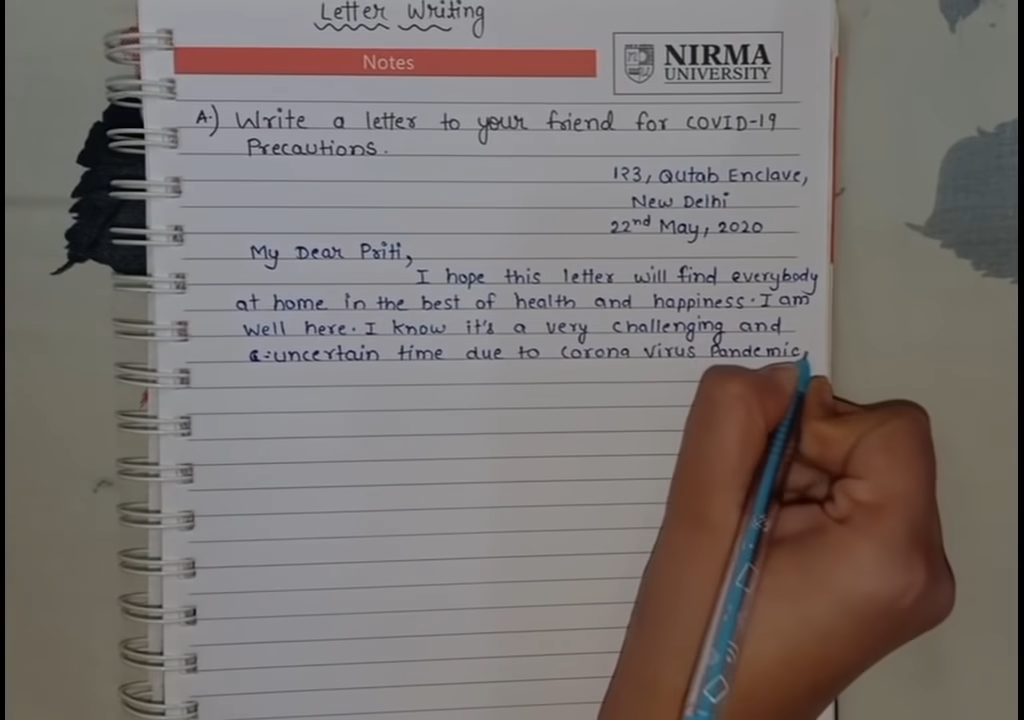 Letter Writing
Notes
NIRMA
UNIVERSITY
A.) Write a letter to your friend for COVID-19
Precautions.
123, Qutab Enclave,
New Delhi
22nd May, 2020
My Dear Priti,
I hope this letter will find everybody
at home in the best of health and happiness. I am
well here. I know it's a very challenging and
uncertain time due to Corona Virus Pandemic,